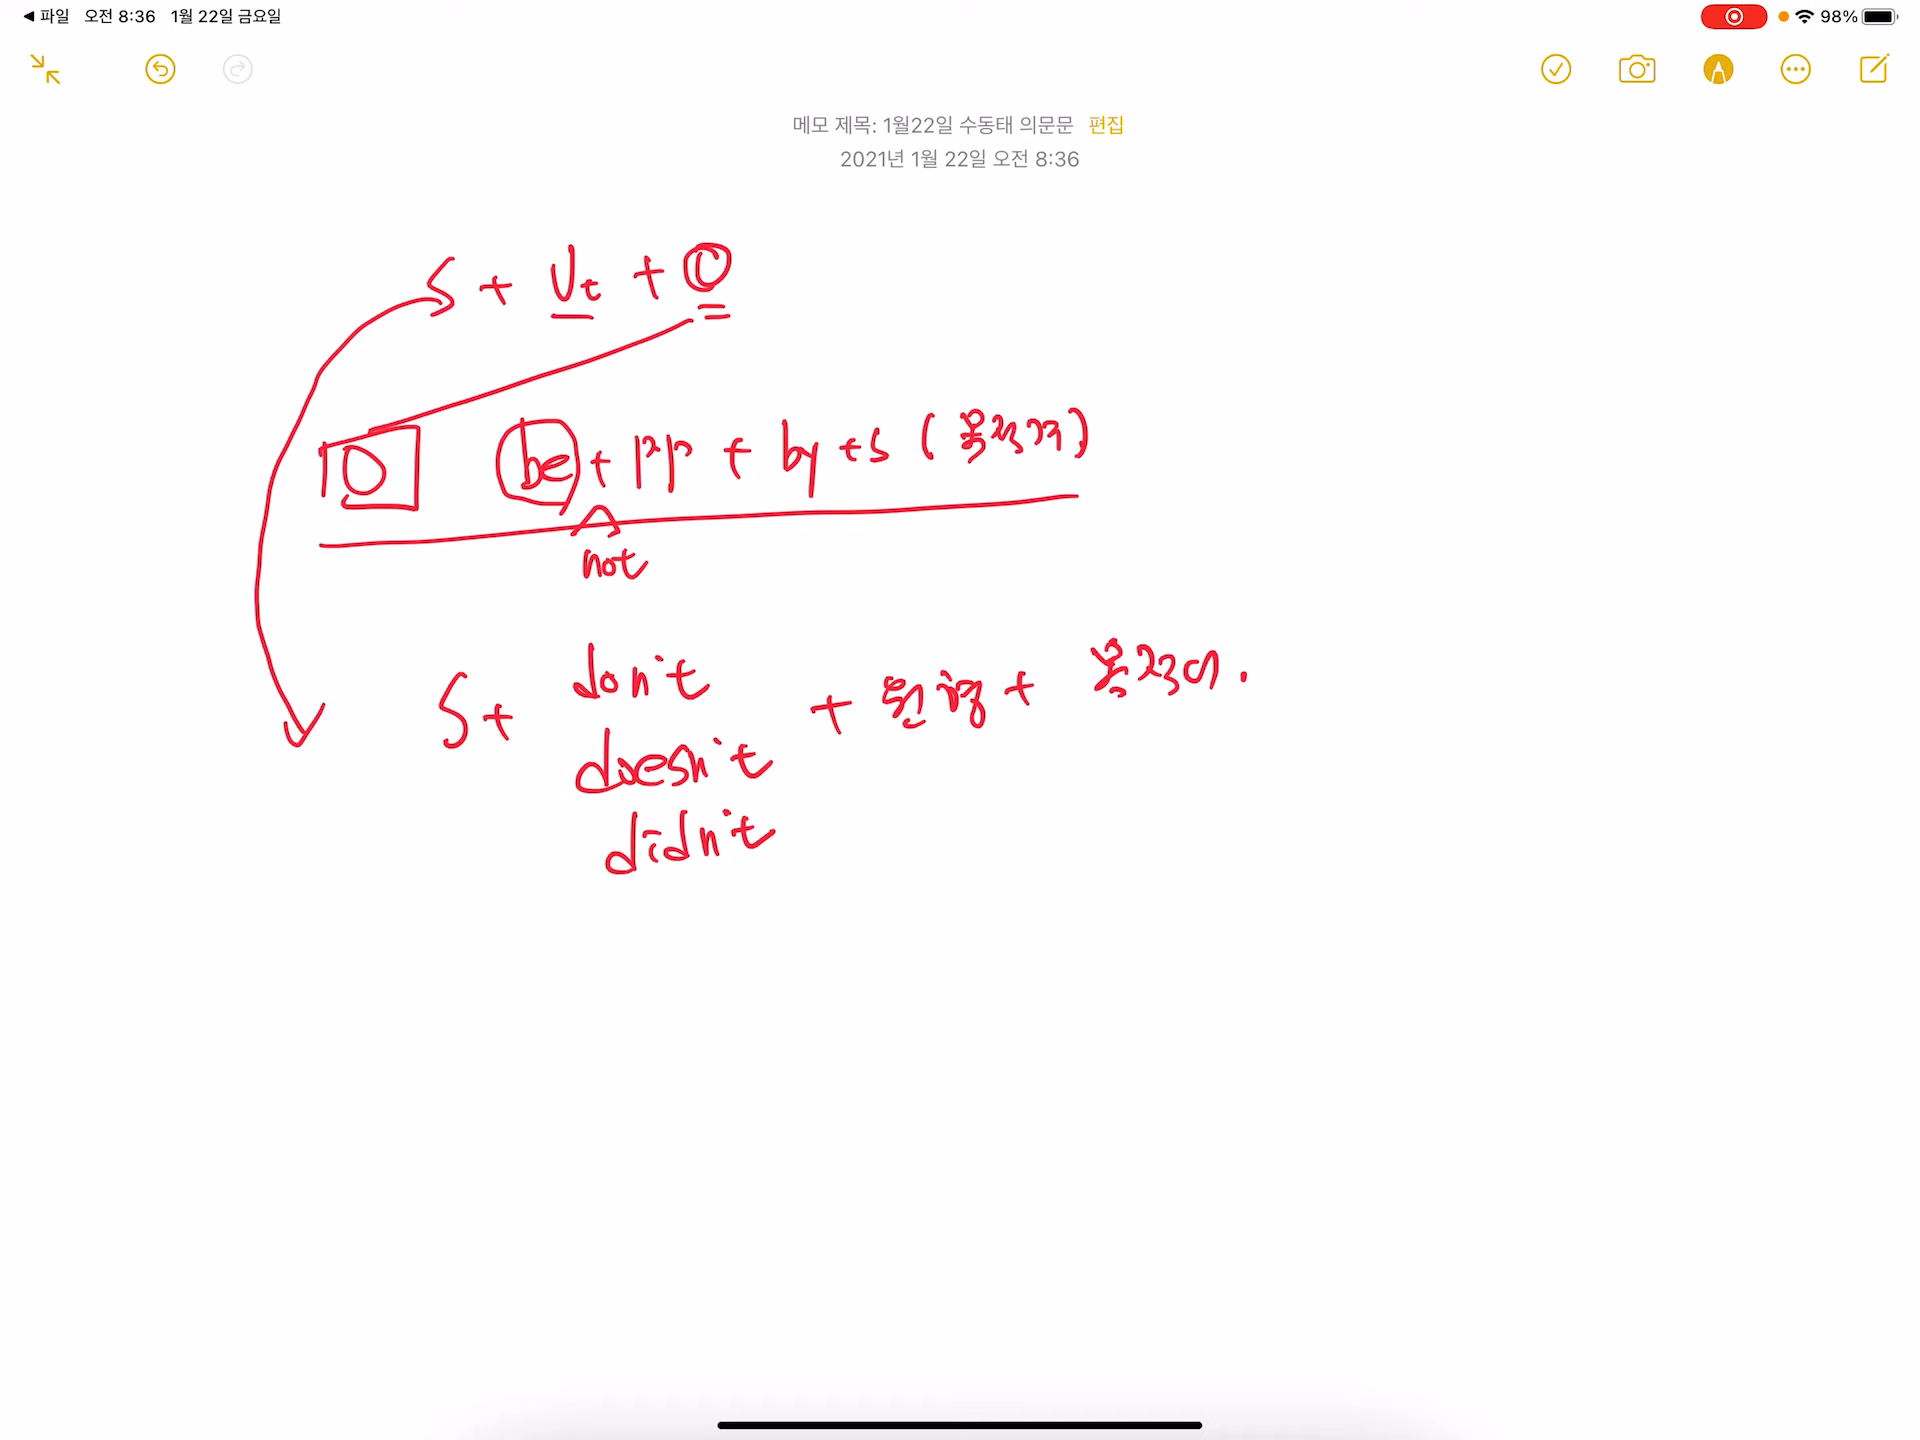 ◀ 파일 오전 8:36 1월 22일 금요일 98%
메모 제목: 1월22일 수동태 의문문 편집
2021년 1월 22일 오전 8:36
S + Vt + O
O be + pp + by + S (목적격)
not
S + don't + 원형 + 목적어.
doesn't
didn't